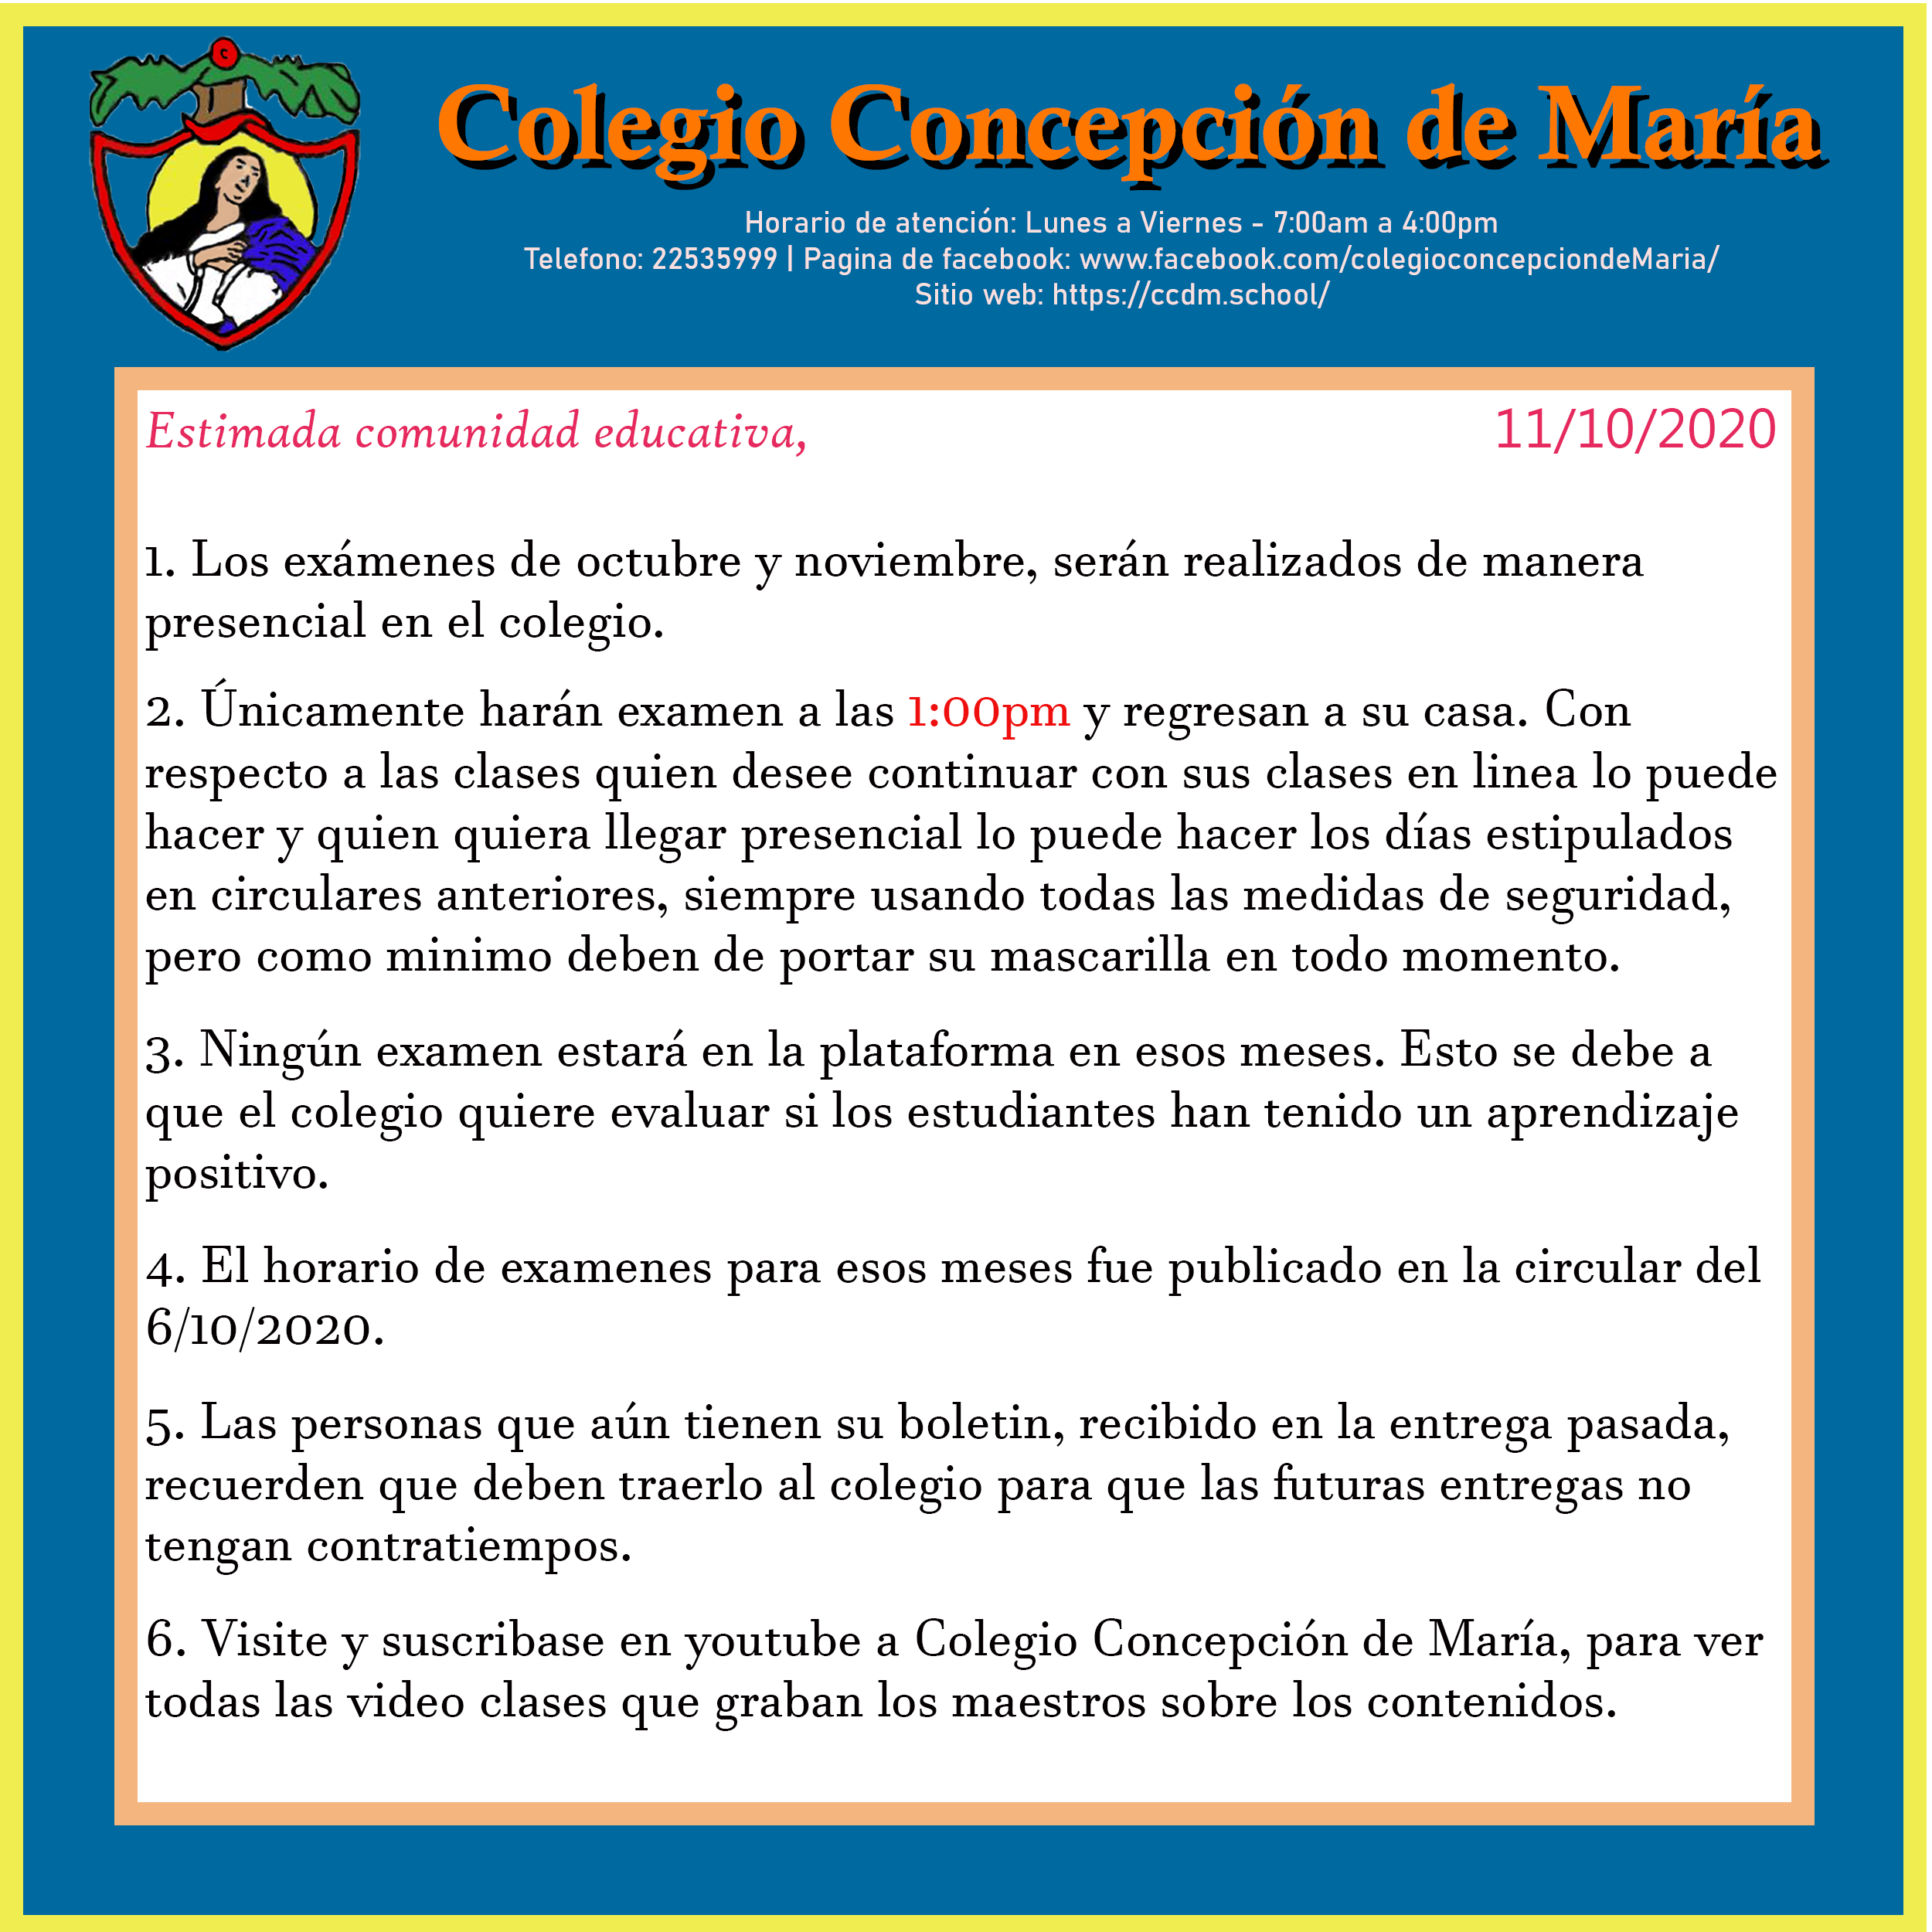 C
Colegio Concepción de María
Horario de atención: Lunes a Viernes - 7:00am a 4:00pm
Telefono: 22535999 | Pagina de facebook: www.facebook.com/colegioconcepciondeMaria/
Sitio web: https://ccdm.school/
Estimada comunidad educativa, 11/10/2020
1. Los exámenes de octubre y noviembre, serán realizados de manera
presencial en el colegio.
2. Únicamente harán examen a las 1:00pm y regresan a su casa. Con
respecto a las clases quien desee continuar con sus clases en linea lo puede
hacer y quien quiera llegar presencial lo puede hacer los días estipulados
en circulares anteriores, siempre usando todas las medidas de seguridad,
pero como minimo deben de portar su mascarilla en todo momento.
3. Ningún examen estará en la plataforma en esos meses. Esto se debe a
que el colegio quiere evaluar si los estudiantes han tenido un aprendizaje
positivo.
4. El horario de examenes para esos meses fue publicado en la circular del
6/10/2020.
5. Las personas que aún tienen su boletin, recibido en la entrega pasada,
recuerden que deben traerlo al colegio para que las futuras entregas no
tengan contratiempos.
6. Visite y suscribase en youtube a Colegio Concepción de María, para ver
todas las video clases que graban los maestros sobre los contenidos.